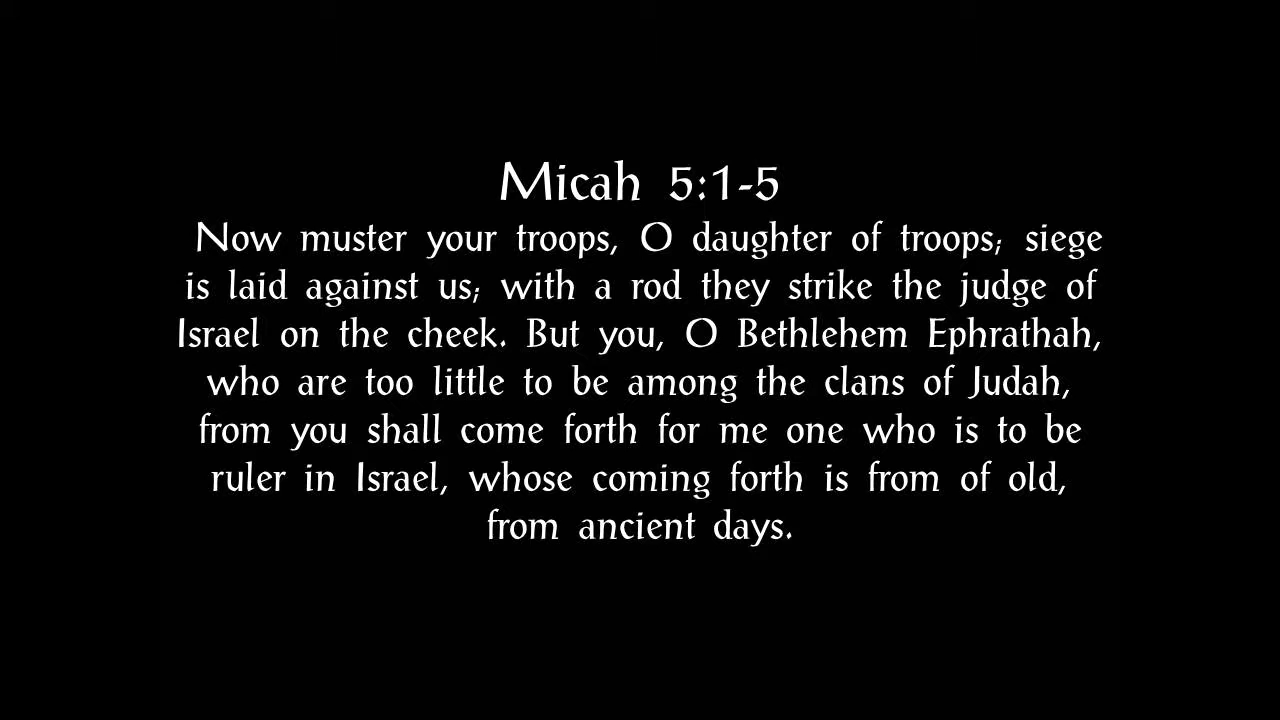 Micah 5:1-5
Now muster your troops, O daughter of troops; siege
is laid against us; with a rod they strike the judge of
Israel on the cheek. But you, O Bethlehem Ephrathah,
who are too little to be among the clans of Judah,
from you shall come forth for me one who is to be
ruler in Israel, whose coming forth is from of old,
from ancient days.